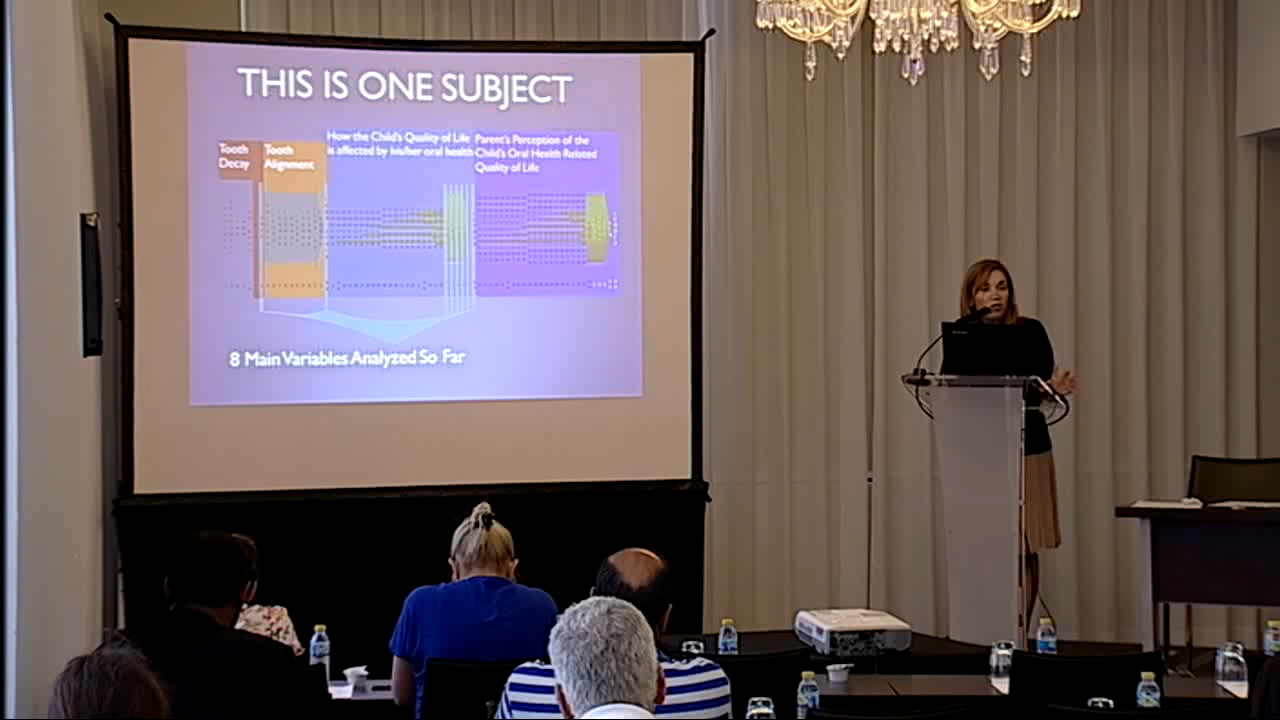 THIS IS ONE SUBJECT
Tooth
Decay
Tooth
Alignment
How the Child's Quality of Life
is affected by his/her oral health
Parent's Perception of the
Child's Oral Health Related
Quality of Life
8 Main Variables Analyzed So Far